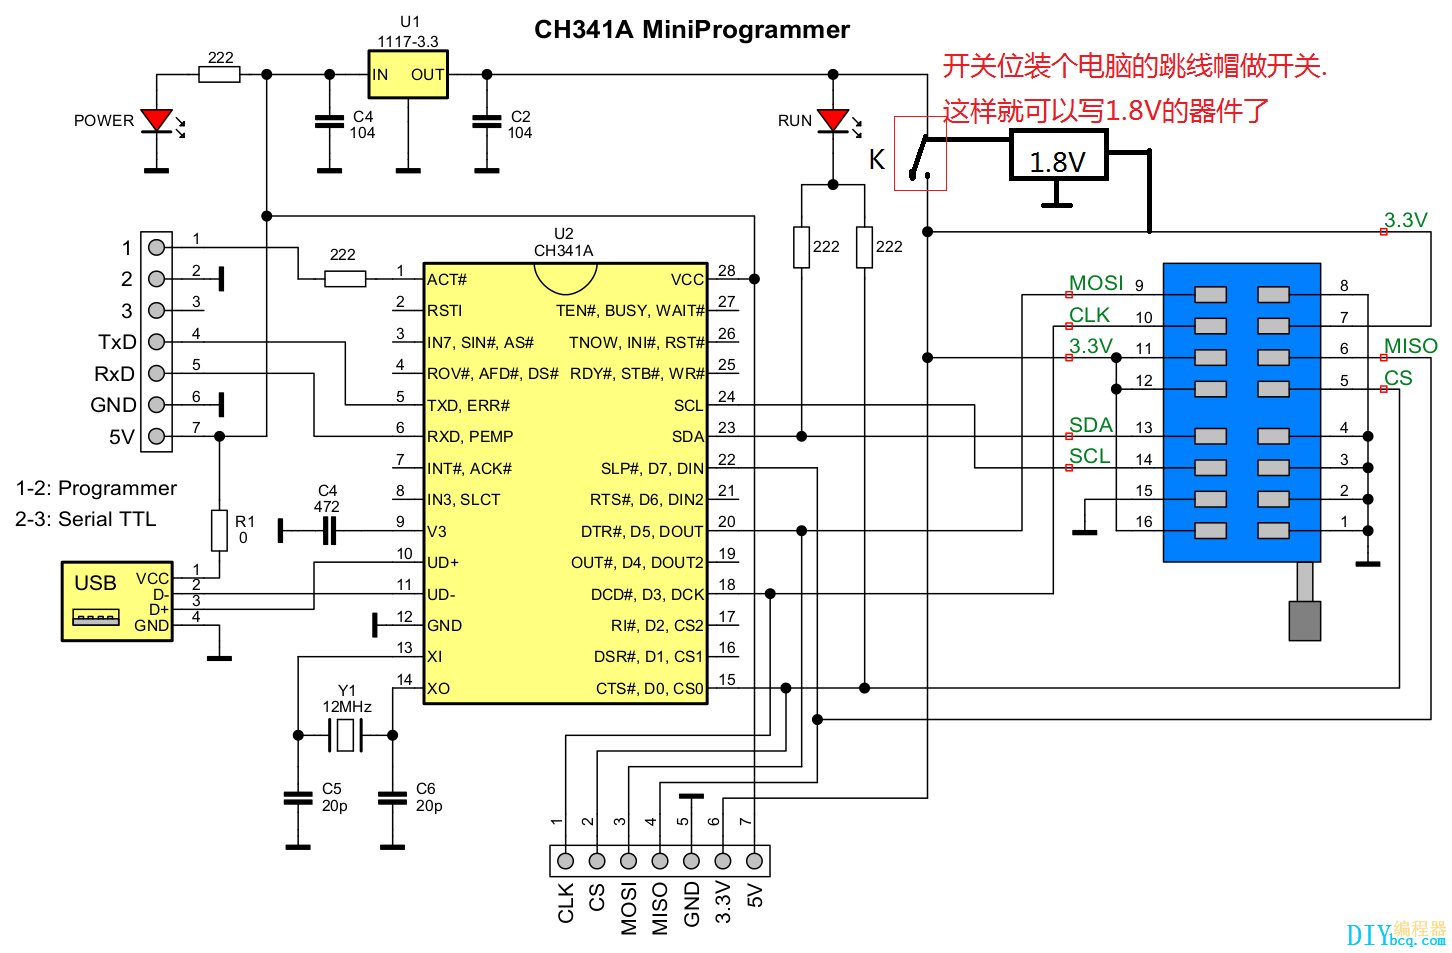 CH341A MiniProgrammer
U1
1117-3.3
IN OUT
222
POWER
C4
104
C2
104
RUN
开关位装个电脑的跳线帽做开关.
这样就可以写1.8V的器件了
K
1.8V
222
222
3.3V
1 1
2 2
3 3
TxD 4
RxD 5
GND 6
5V 7
222
U2
CH341A
1 ACT# VCC 28
2 RSTI TEN#, BUSY, WAIT# 27
3 IN7, SIN#, AS# TNOW, INI#, RST# 26
4 ROV#, AFD#, DS# RDY#, STB#, WR# 25
5 TXD, ERR# SCL 24
6 RXD, PEMP SDA 23
7 INT#, ACK# SLP#, D7, DIN 22
8 IN3, SLCT RTS#, D6, DIN2 21
9 V3 DTR#, D5, DOUT 20
10 UD+ OUT#, D4, DOUT2 19
11 UD- DCD#, D3, DCK 18
12 GND RI#, D2, CS2 17
13 XI DSR#, D1, CS1 16
14 XO CTS#, D0, CS0 15
MOSI 9 8
CLK 10 7
3.3V 11 6 MISO
12 5 CS
SDA 13 4
SCL 14 3
15 2
16 1
1-2: Programmer
2-3: Serial TTL
C4
472
R1
0
USB
VCC 1
D- 2
D+ 3
GND 4
Y1
12MHz
C5
20p
C6
20p
1 2 3 4 5 6 7
CLK CS MOSI MISO GND 3.3V 5V
DIY编程器
bcq.com